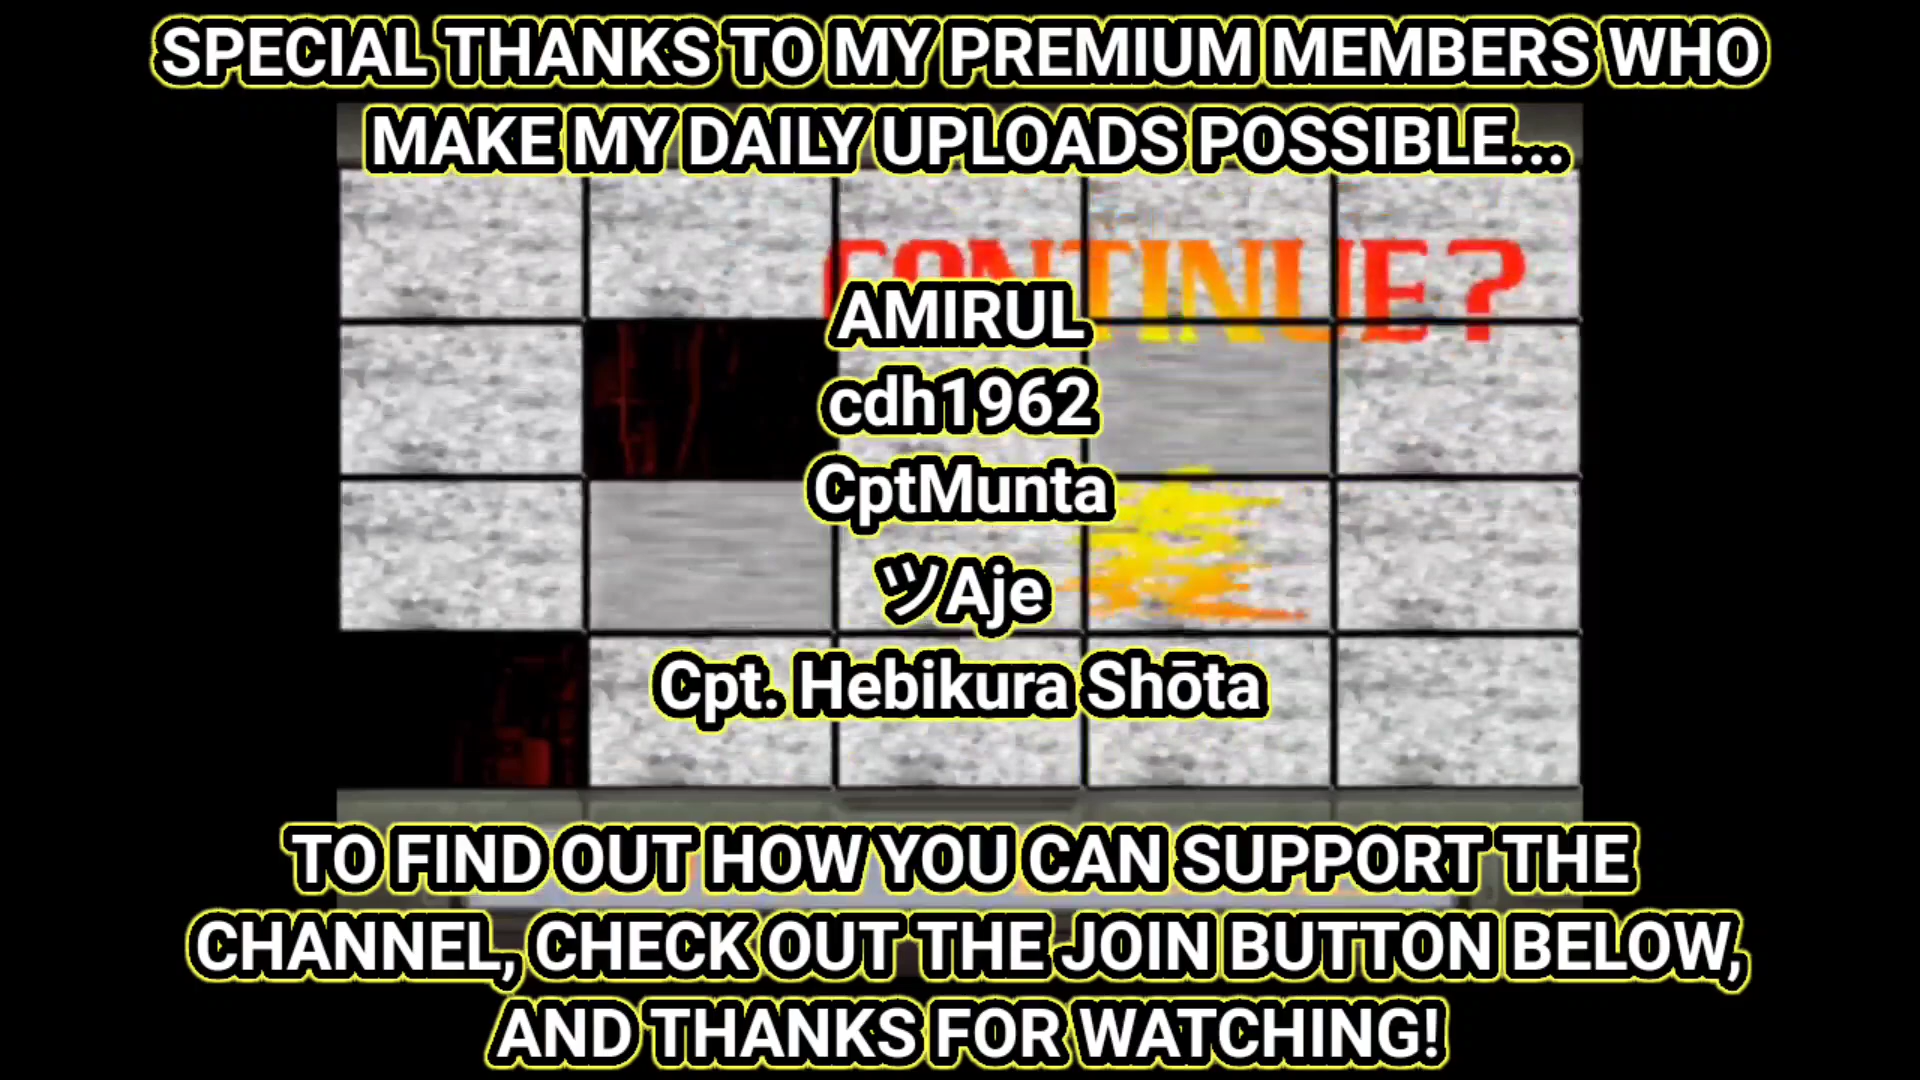 SPECIAL THANKS TO MY PREMIUM MEMBERS WHO
MAKE MY DAILY UPLOADS POSSIBLE...
CONTINUE?
AMIRUL
cdh1962
CptMunta
ツAje
Cpt. Hebikura Shōta
TO FIND OUT HOW YOU CAN SUPPORT THE
CHANNEL, CHECK OUT THE JOIN BUTTON BELOW,
AND THANKS FOR WATCHING!